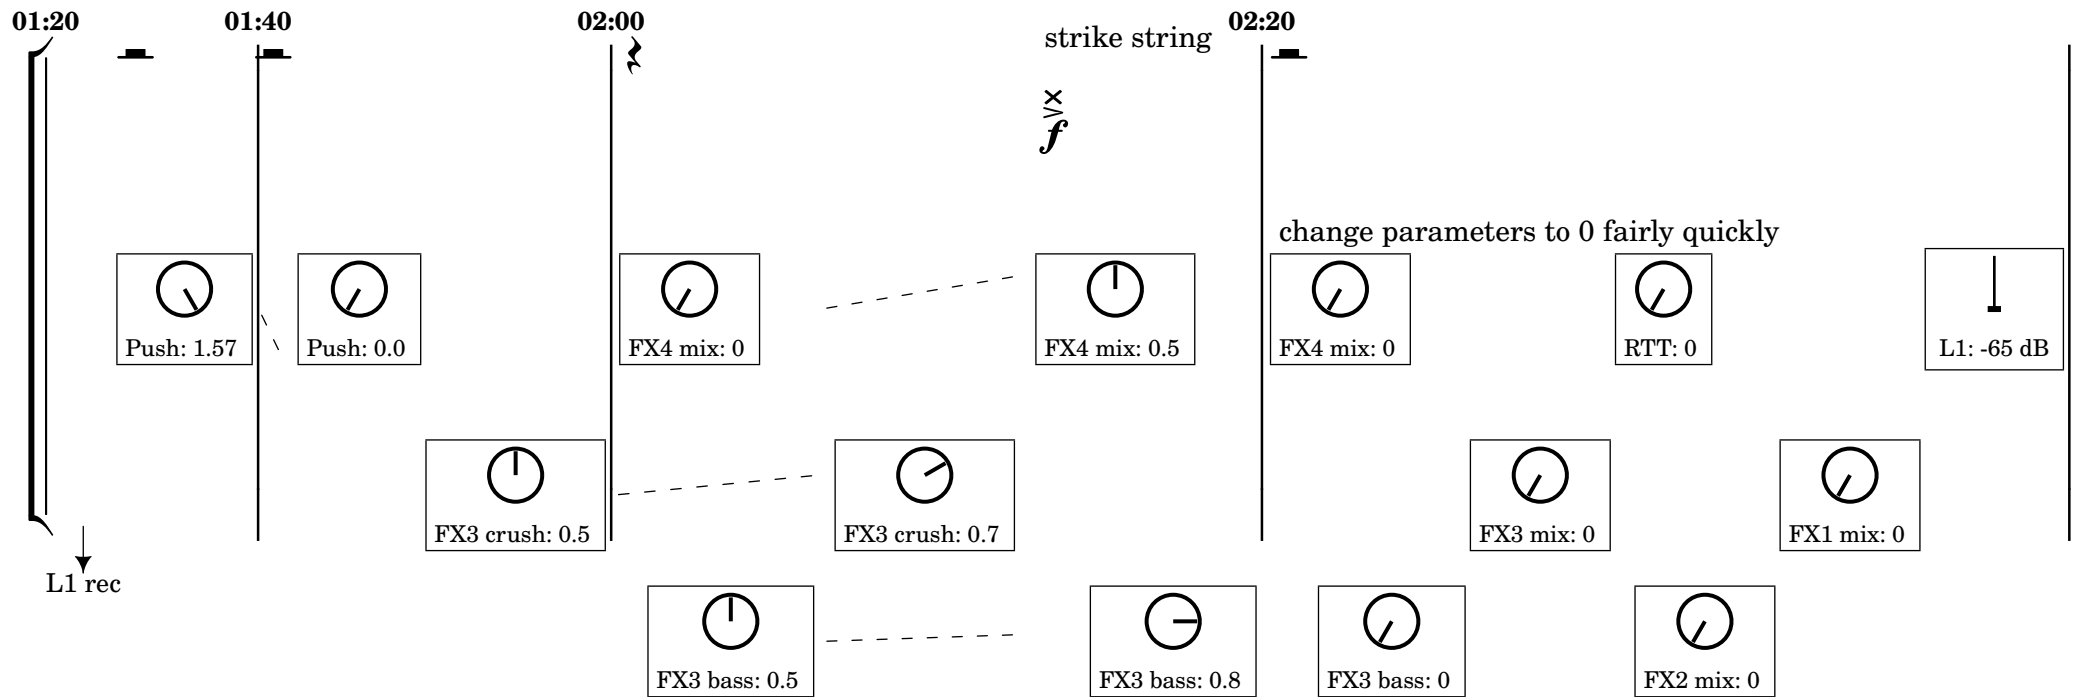 01:20 01:40 02:00 02:20
strike string
f
change parameters to 0 fairly quickly
Push: 1.57 Push: 0.0 FX4 mix: 0 FX4 mix: 0.5 FX4 mix: 0 RTT: 0 L1: -65 dB
FX3 crush: 0.5 FX3 crush: 0.7 FX3 mix: 0 FX1 mix: 0
L1 rec
FX3 bass: 0.5 FX3 bass: 0.8 FX3 bass: 0 FX2 mix: 0